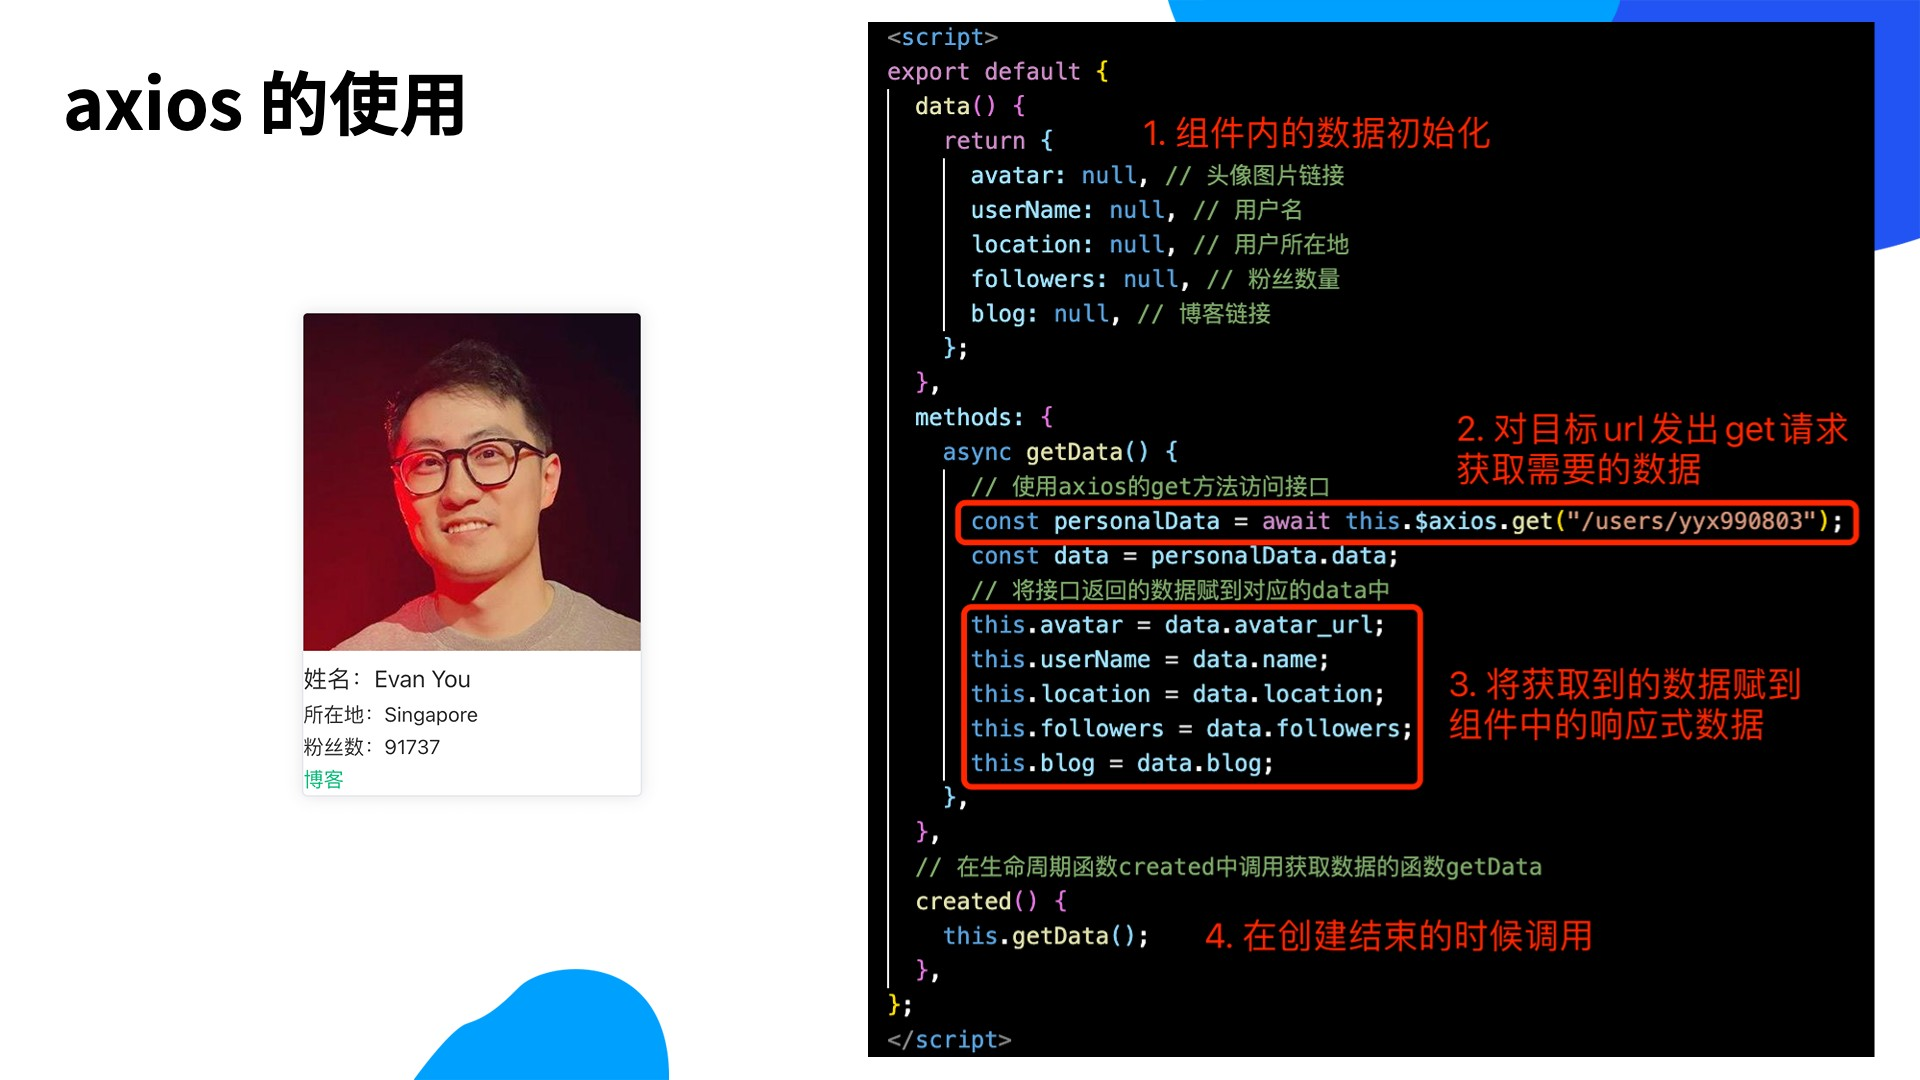 axios 的使用
姓名：Evan You
所在地：Singapore
粉丝数：91737
博客
<script>
export default {
data() {
return {
1. 组件内的数据初始化
avatar: null, // 头像图片链接
userName: null, // 用户名
location: null, // 用户所在地
followers: null, // 粉丝数量
blog: null, // 博客链接
};
},
methods: {
async getData() {
2. 对目标url发出get请求
获取需要的数据
// 使用axios的get方法访问接口
const personalData = await this.$axios.get("/users/yyx990803");
const data = personalData.data;
// 将接口返回的数据赋到对应的data中
this.avatar = data.avatar_url;
this.userName = data.name;
this.location = data.location;
this.followers = data.followers;
this.blog = data.blog;
3. 将获取到的数据赋到
组件中的响应式数据
},
},
// 在生命周期函数created中调用获取数据的函数getData
created() {
this.getData();
4. 在创建结束的时候调用
},
};
</script>